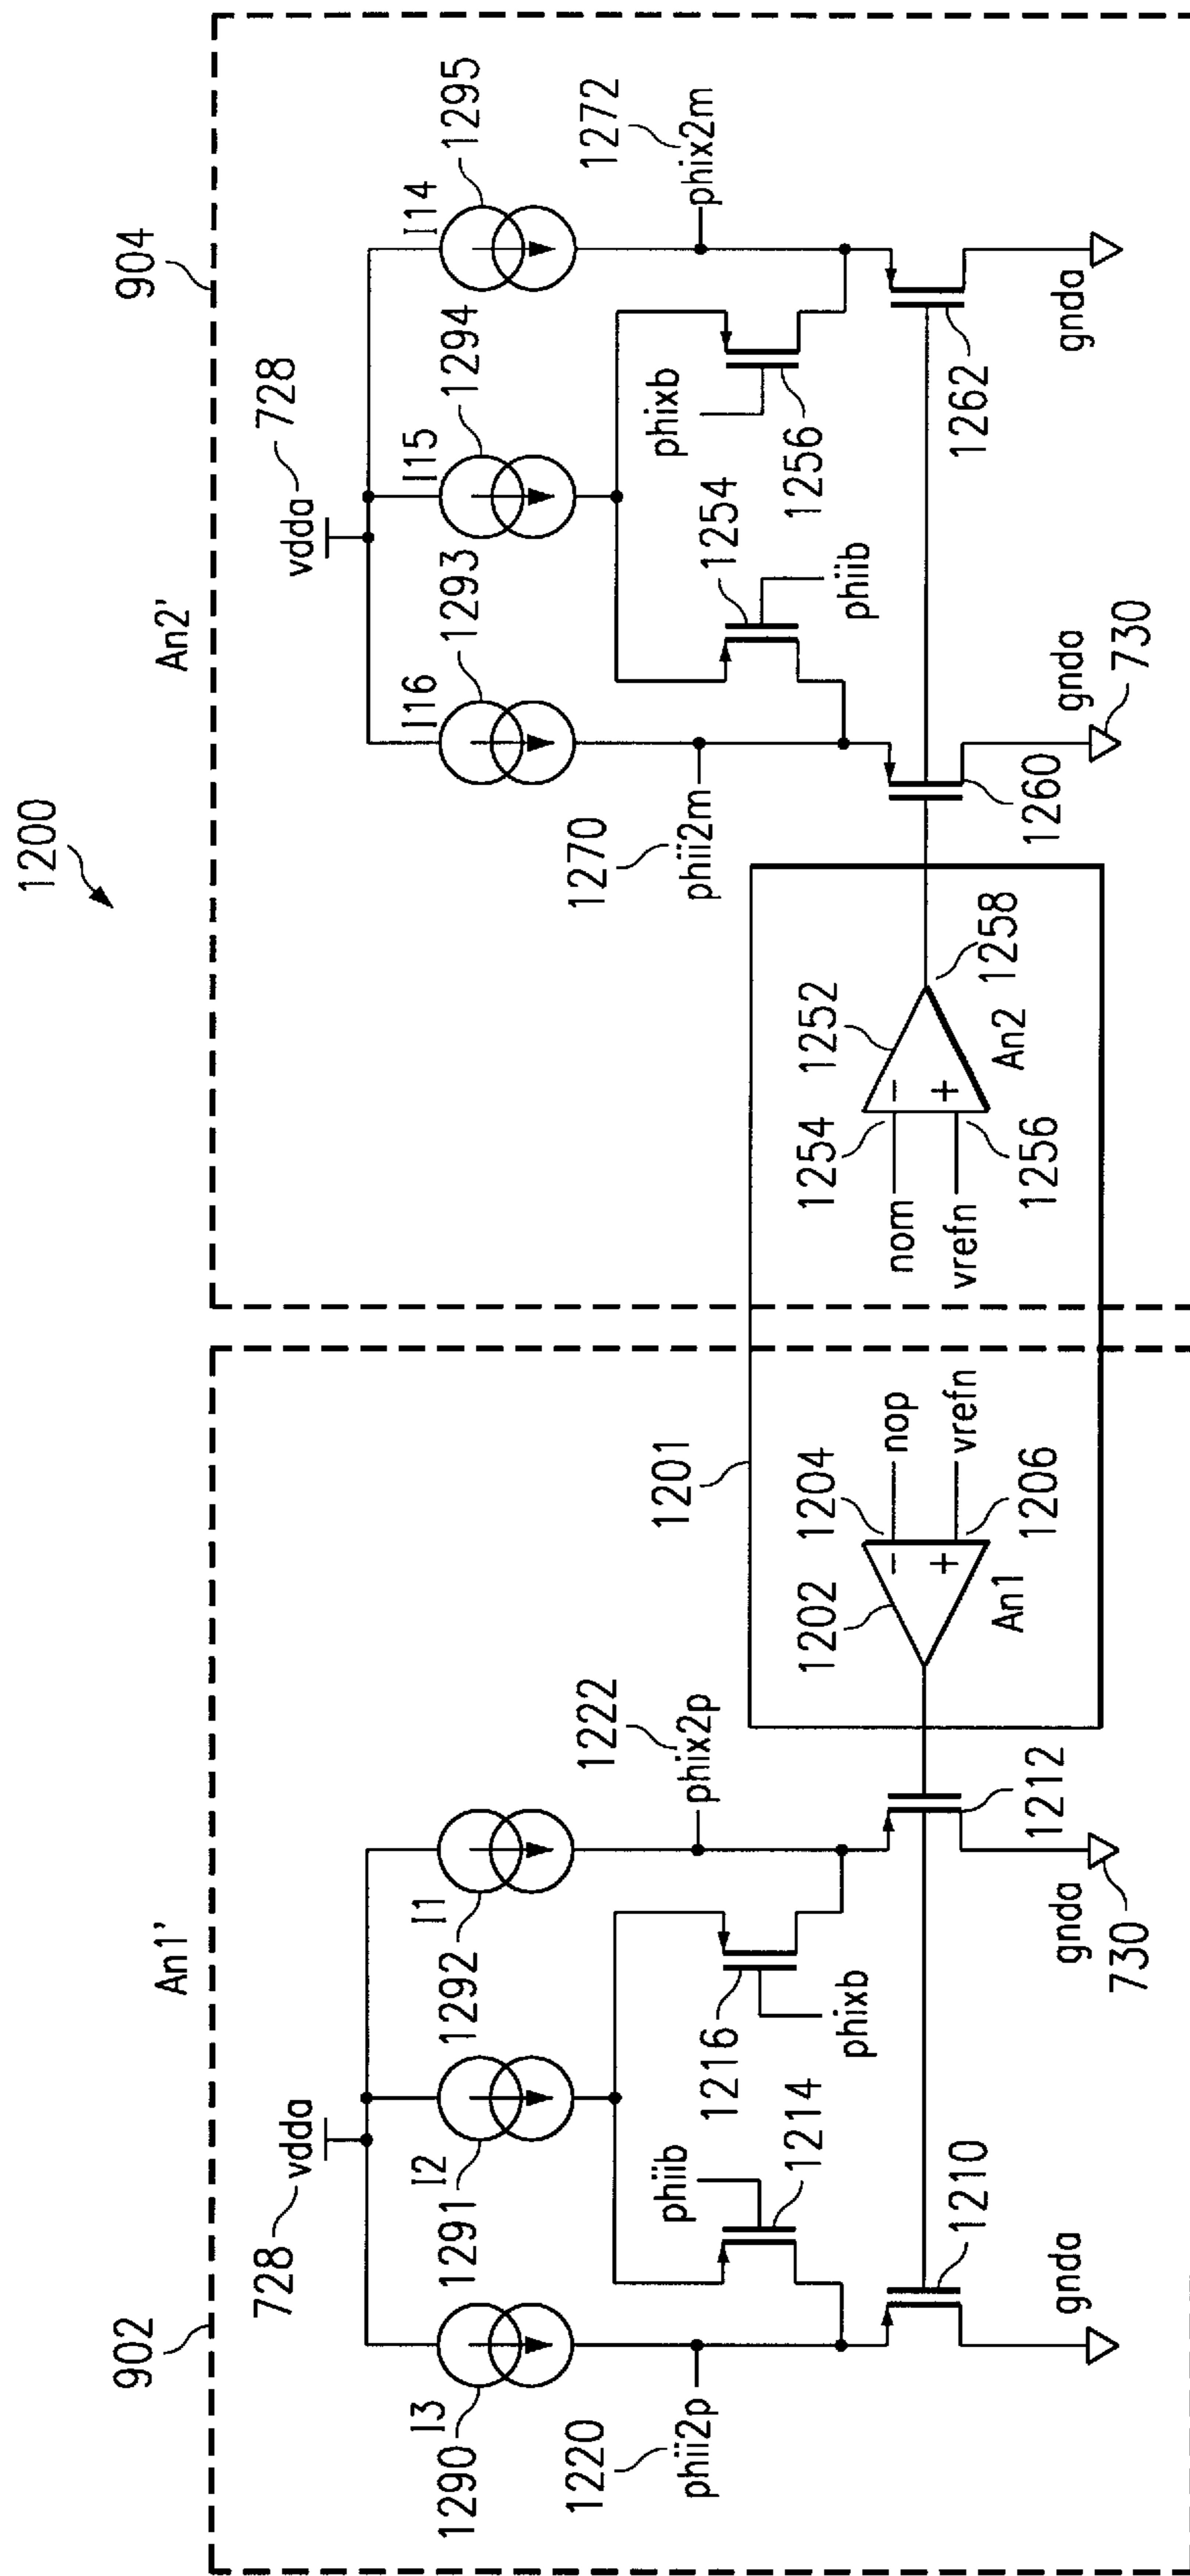 1200
902
An1'
An2'
904
728
vdda
I3
1290
I2
1291
I1
1292
1220
phii2p
phiib
1214
1216
phixb
1222
phix2p
1210
gnda
1212
gnda
730
1201
1202
An1
1204
nop
vrefn
1206
- +
vdda
728
I16
1293
I15
1294
I14
1295
1270
phii2m
1254
phiib
phixb
1256
1272
phix2m
1252
1254
nom
vrefn
1256
- +
An2
1258
1260
gnda
730
1262
gnda